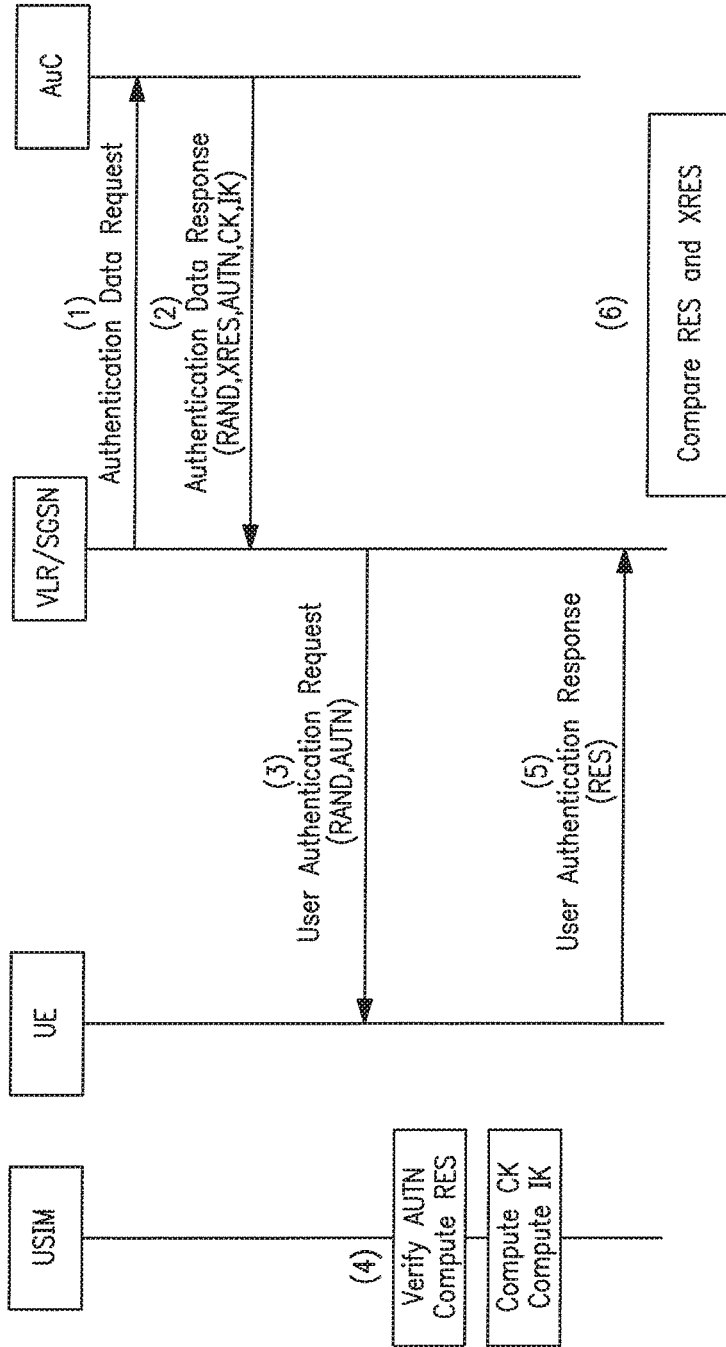 USIM
UE
VLR/SGSN
AuC
(1)
Authentication Data Request
(2)
Authentication Data Response
(RAND,XRES,AUTN,CK,IK)
(3)
User Authentication Request
(RAND,AUTN)
(4)
Verify AUTN
Compute RES
Compute CK
Compute IK
(5)
User Authentication Response
(RES)
(6)
Compare RES and XRES